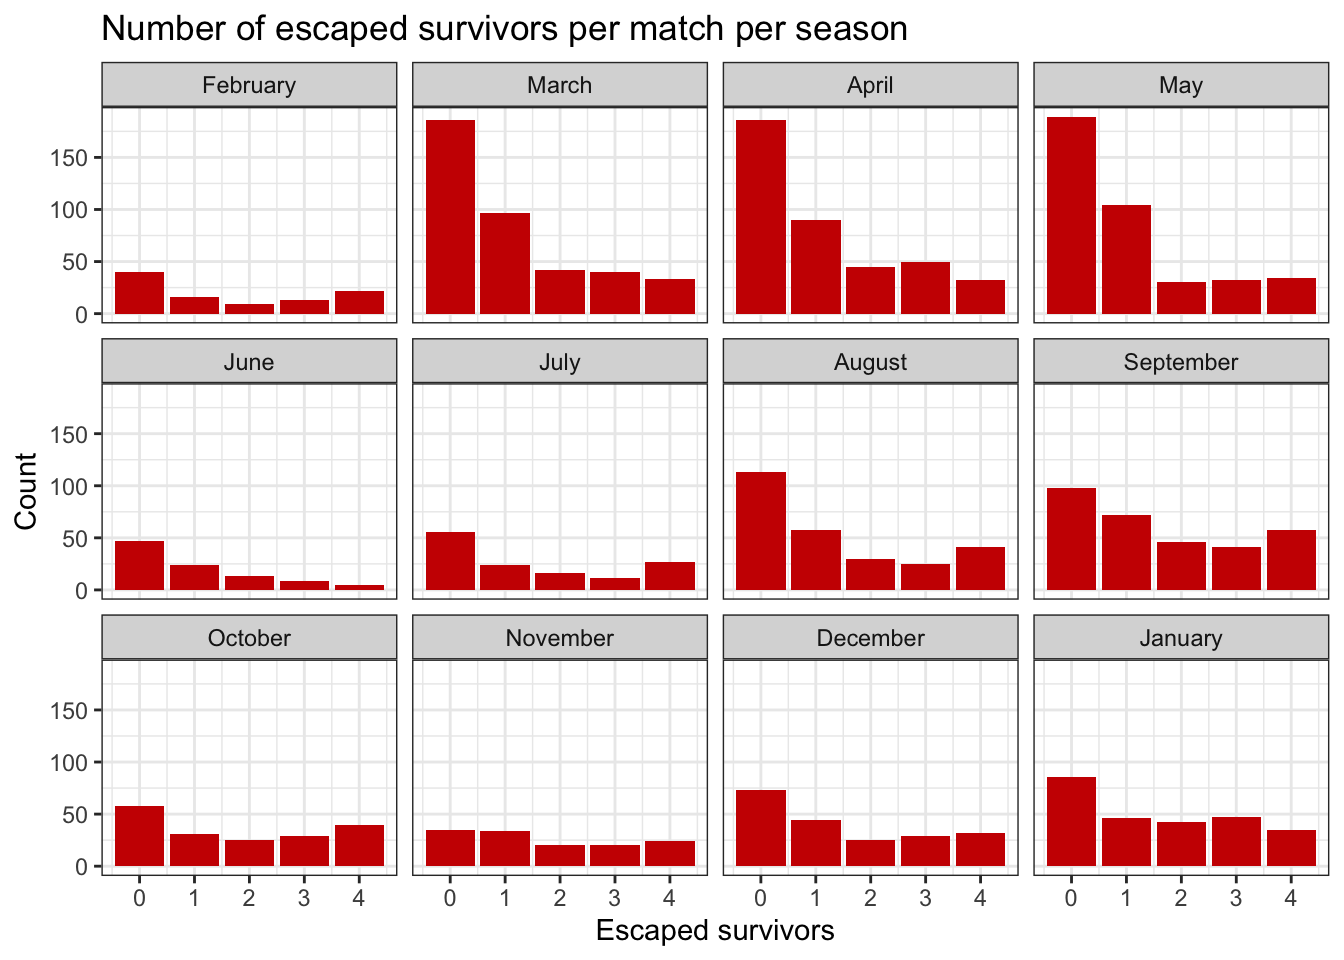 Number of escaped survivors per match per season
February March April May
150
100
50
0
June July August September
150
100
50
0
Count
October November December January
150
100
50
0
0 1 2 3 4 0 1 2 3 4 0 1 2 3 4 0 1 2 3 4
Escaped survivors